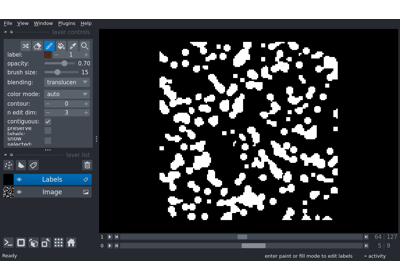 File View Window Plugins Help
layer controls
label: 1
opacity: 0.70
brush size: 15
blending: translucen
color mode: auto
contour: 0
n edit dim: 3
contiguous:
preserve labels:
show selected:
layer list
Labels
Image
1 64 127
0 5 9
Ready enter paint or fill mode to edit labels activity